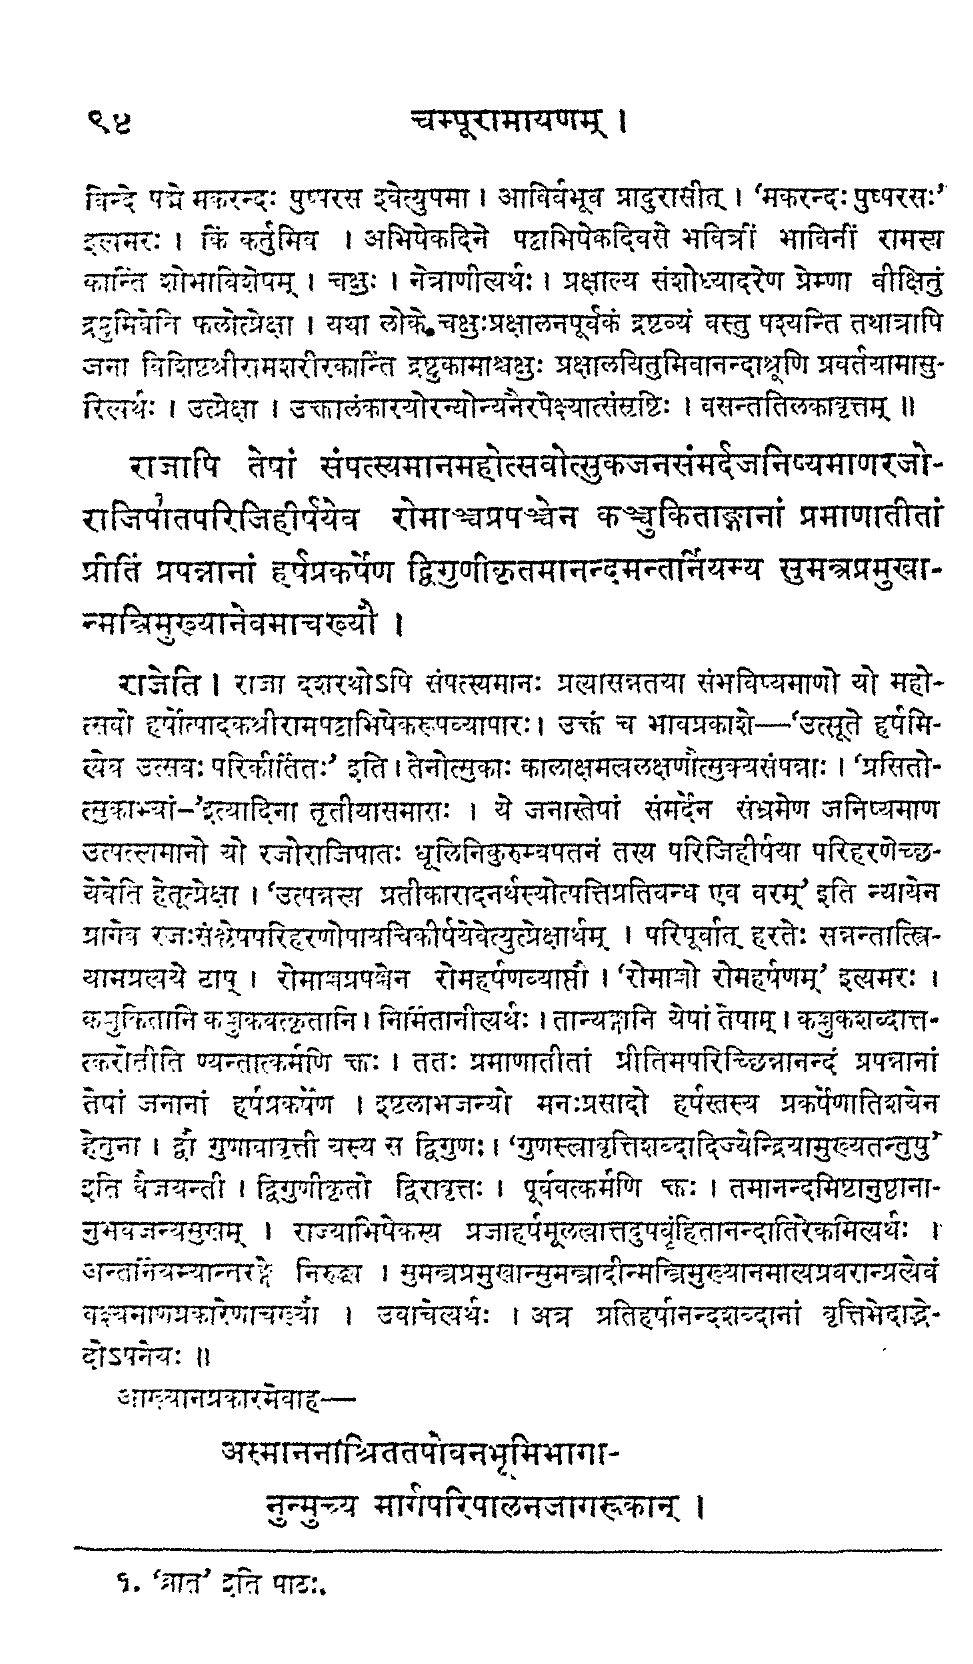 ९४ चम्पूरामायणम् ।
विन्दे पद्मे मकरन्दः पुष्परस इवेत्युपमा । आविर्बभूव प्रादुरासीत् । ‘मकरन्दः पुष्परसः’
इत्यमरः । किं कर्तुमिव । अभिषेकदिने पट्टाभिषेकदिवसे भवित्रीं भाविनीं रामस्य
कान्तिं शोभाविशेषम् । चक्षुः । नेत्राणीत्यर्थः । प्रक्षाल्य संशोध्यादरेण प्रेम्णा वीक्षितुं
द्रष्टुमिवेति फलोत्प्रेक्षा । यथा लोके चक्षुःप्रक्षालनपूर्वकं द्रष्टव्यं वस्तु पश्यन्ति तथात्रापि
जना विशिष्टश्रीरामशरीरकान्तिं द्रष्टुकामाश्चक्षुः प्रक्षालयितुमिवानन्दाश्रूणि प्रवर्तयामासु-
रित्यर्थः । उत्प्रेक्षा । उक्तालंकारयोरन्योन्यनैरपेक्ष्यात्संसृष्टिः । वसन्ततिलकावृत्तम् ॥
राजापि तेषां संपत्स्यमानमहोत्सवोत्सुकजनसंमर्दजनिष्यमाणरजो-
राजिपा१तपरिजिहीर्षयेव रोमाञ्चप्रपञ्चेन कञ्चुकिताङ्गानां प्रमाणातीतां
प्रीतिं प्रपन्नानां हर्षप्रकर्षेण द्विगुणीकृतमानन्दमन्तर्नियम्य सुमन्त्रप्रमुखा-
न्मन्त्रिमुख्यानेवमाचख्यौ ।
राजेति । राजा दशरथोऽपि संपत्स्यमानः प्रत्यासन्नतया संभविष्यमाणो यो महो-
त्सवो हर्षोत्पादकश्रीरामपट्टाभिषेकरूपव्यापारः । उक्तं च भावप्रकाशे—‘उत्सूते हर्षमि-
त्येव उत्सवः परिकीर्तितः’ इति । तेनोत्सुकाः कालाक्षमत्वलक्षणौत्सुक्यसंपन्नाः । ‘प्रसितो-
त्सुकाभ्यां–’इत्यादिना तृतीयासमासः । ये जनास्तेषां संमर्देन संभ्रमेण जनिष्यमाण
उत्पत्स्यमानो यो रजोराजिपातः धूलिनिकुरुम्बपतनं तस्य परिजिहीर्षया परिहरणेच्छ-
येवेति हेतूत्प्रेक्षा । ‘उत्पन्नस्य प्रतीकारादनर्थस्योत्पत्तिप्रतिबन्ध एव वरम्’ इति न्यायेन
प्रागेव रजःसंश्लेषपरिहरणोपायचिकीर्षयेवेत्युत्प्रेक्षार्थम् । परिपूर्वात् हरतेः सन्नन्तात्स्त्रि-
यामप्रत्यये टाप् । रोमाञ्चप्रपञ्चेन रोमहर्षणव्याप्तौ । ‘रोमाञ्चो रोमहर्षणम्’ इत्यमरः ।
कञ्चुकितानि कञ्चुकवत्कृतानि । निर्मितानीत्यर्थः । तान्यङ्गानि येषां तेषाम् । कञ्चुकशब्दात्त-
त्करोतीति ण्यन्तात्कर्मणि क्तः । ततः प्रमाणातीतां प्रीतिमपरिच्छिन्नानन्दं प्रपन्नानां
तेषां जनानां हर्षप्रकर्षेण । इष्टलाभजन्यो मनःप्रसादो हर्षस्तस्य प्रकर्षेणातिशयेन
हेतुना । द्वौ गुणावावृत्ती यस्य स द्विगुणः । ‘गुणस्त्वावृत्तिशब्दादिज्येन्द्रियामुख्यतन्तुषु’
इति वैजयन्ती । द्विगुणीकृतो द्विरावृत्तः । पूर्ववत्कर्मणि क्तः । तमानन्दमिष्टानुष्ठाना-
नुभवजन्यसुखम् । राज्याभिषेकस्य प्रजाहर्षमूलत्वात्तदुपबृंहितानन्दातिरेकमित्यर्थः ।
अन्तर्नियम्यान्तरङ्गे निरुद्ध्य । सुमन्त्रप्रमुखान्सुमन्त्रादीन्मन्त्रिमुख्यानमात्यप्रवरान्प्रत्येवं
वक्ष्यमाणप्रकारेणाचख्यौ । उवाचेत्यर्थः । अत्र प्रतिहर्षानन्दशब्दानां वृत्तिभेदाद्भे-
दोऽपनेयः ॥
आख्यानप्रकारमेवाह—
अस्माननाश्रिततपोवनभूमिभागा-
नुन्मुच्य मार्गपरिपालनजागरूकान् ।
१. ‘व्रात’ इति पाठः.